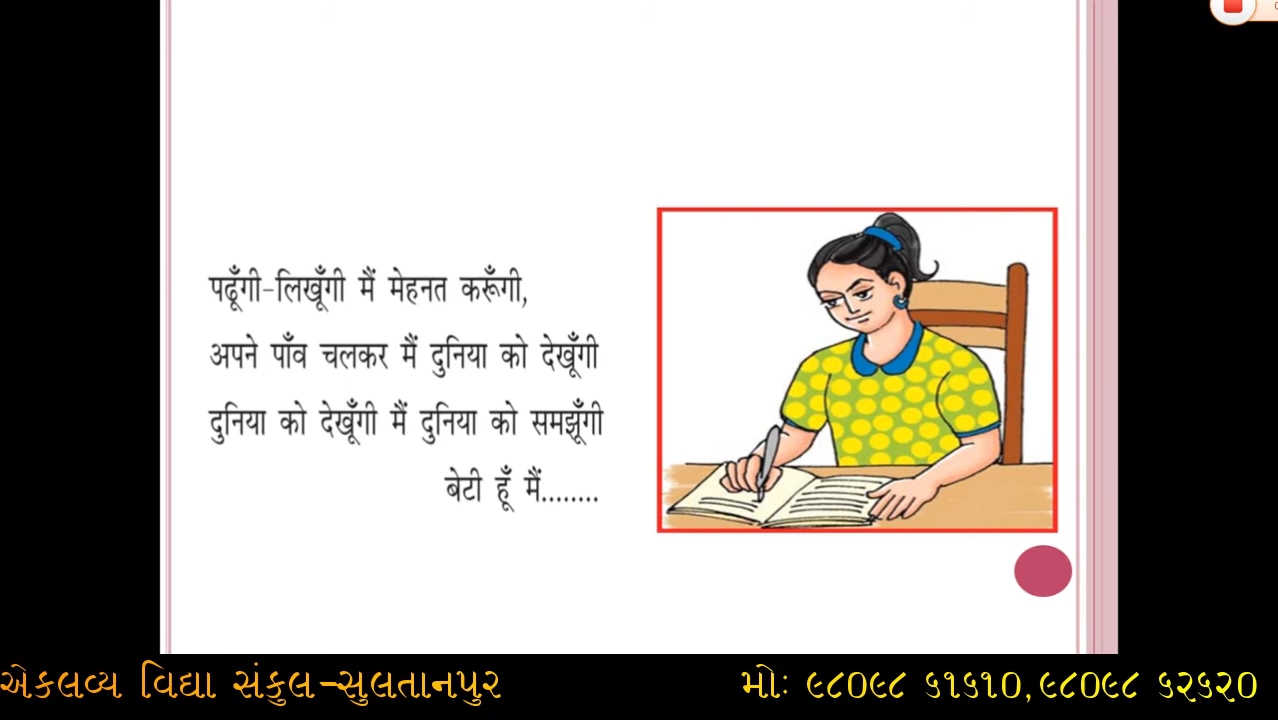 पढ़ूँगी-लिखूँगी मैं मेहनत करूँगी,
अपने पाँव चलकर मैं दुनिया को देखूँगी
दुनिया को देखूँगी मैं दुनिया को समझूँगी
बेटी हूँ मैं........
એકલવ્ય વિદ્યા સંકુલ-સુલતાનપુર
મોઃ ૯૮૦૯૮ ૬૧૬૧૦,૯૮૦૯૮ ૬૨૬૨૦